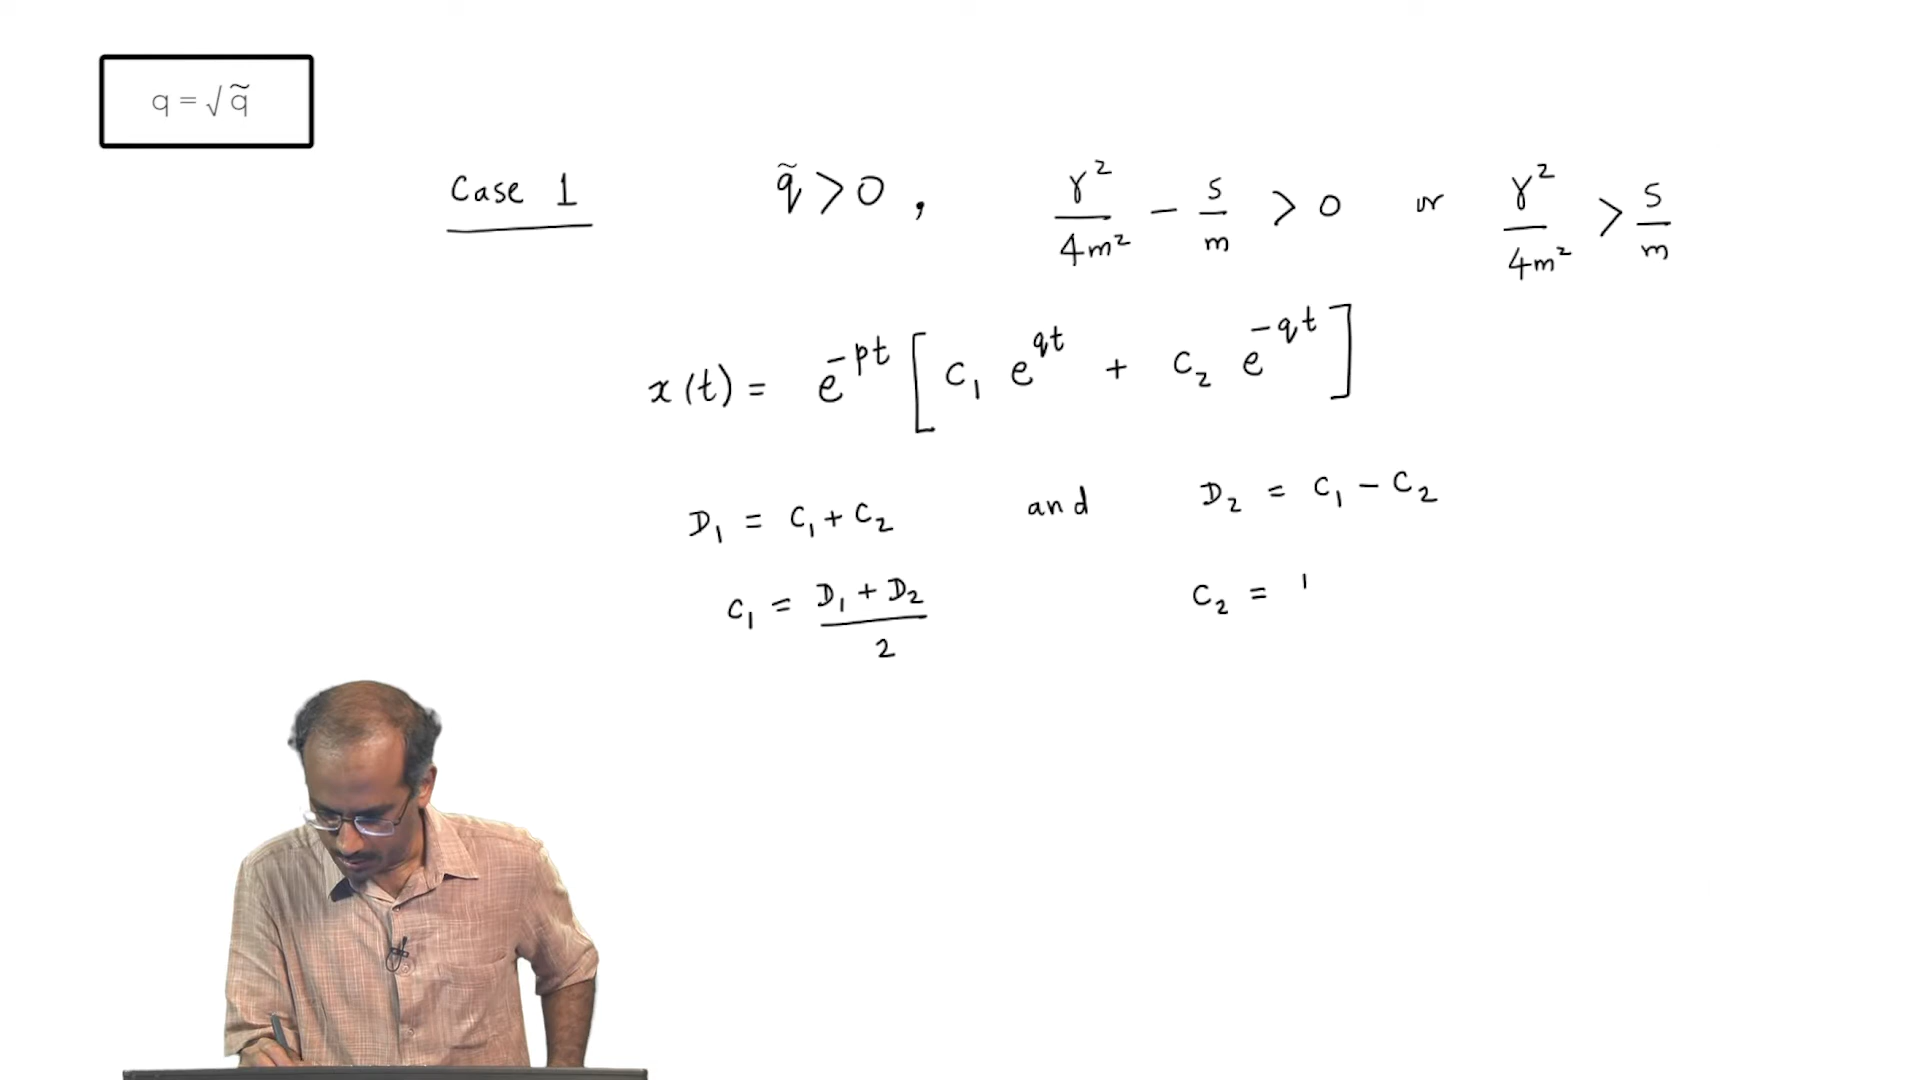 q = √q̃
Case 1 q̃ > 0 , γ²/4m² − s/m > 0 or γ²/4m² > s/m
x(t) = e^{−pt} [ C₁ e^{qt} + C₂ e^{−qt} ]
D₁ = C₁ + C₂ and D₂ = C₁ − C₂
C₁ = (D₁ + D₂)/2 C₂ =